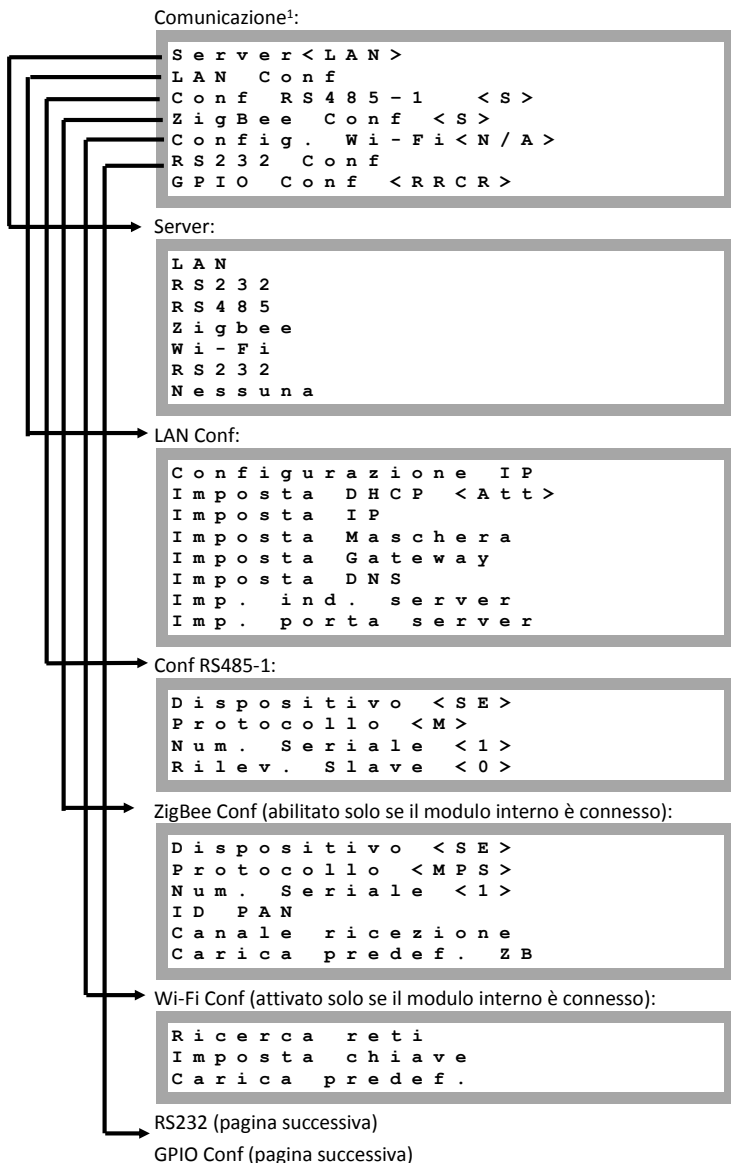 Comunicazione¹:
Server<LAN>
LAN Conf
Conf RS485-1 <S>
ZigBee Conf <S>
Config. Wi-Fi<N/A>
RS232 Conf
GPIO Conf <RRCR>
Server:
LAN
RS232
RS485
Zigbee
Wi-Fi
RS232
Nessuna
LAN Conf:
Configurazione IP
Imposta DHCP <Att>
Imposta IP
Imposta Maschera
Imposta Gateway
Imposta DNS
Imp. ind. server
Imp. porta server
Conf RS485-1:
Dispositivo <SE>
Protocollo <M>
Num. Seriale <1>
Rilev. Slave <0>
ZigBee Conf (abilitato solo se il modulo interno è connesso):
Dispositivo <SE>
Protocollo <MPS>
Num. Seriale <1>
ID PAN
Canale ricezione
Carica predef. ZB
Wi-Fi Conf (attivato solo se il modulo interno è connesso):
Ricerca reti
Imposta chiave
Carica predef.
RS232 (pagina successiva)
GPIO Conf (pagina successiva)